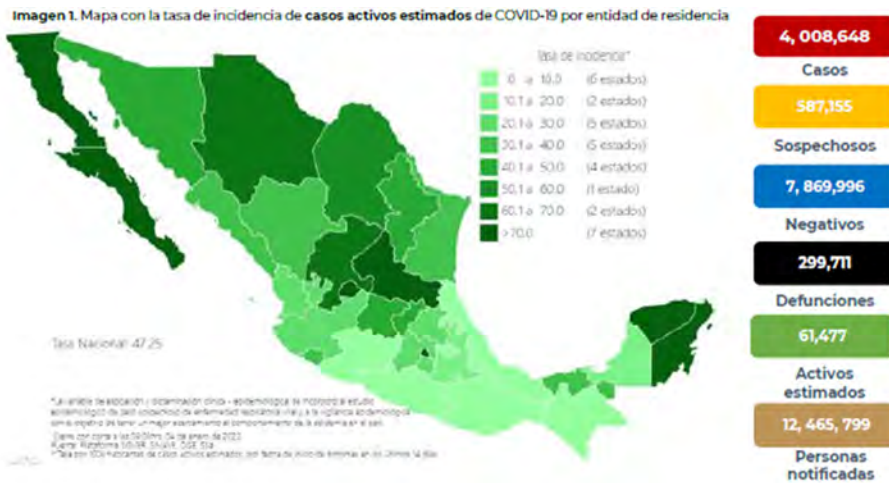 Imagen 1. Mapa con la tasa de incidencia de casos activos estimados de COVID-19 por entidad de residencia
Tasa de incidencia*
0 a 10.0 (6 estados)
10.1 a 20.0 (2 estados)
20.1 a 30.0 (5 estados)
30.1 a 40.0 (5 estados)
40.1 a 50.0 (4 estados)
50.1 a 60.0 (1 estado)
60.1 a 70.0 (2 estados)
>70.0 (7 estados)
Tasa Nacional: 47.25
4, 008,648
Casos
587,155
Sospechosos
7, 869,996
Negativos
299,711
Defunciones
61,477
Activos
estimados
12, 465, 799
Personas
notificadas